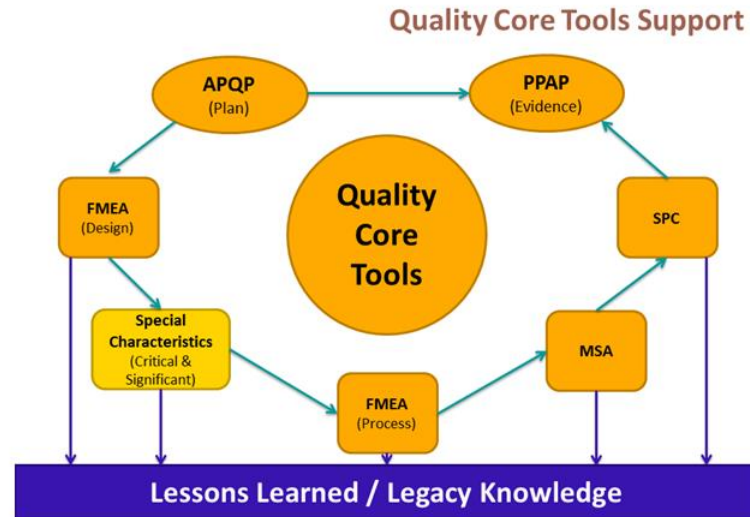 Quality Core Tools Support
APQP
(Plan)
PPAP
(Evidence)
FMEA
(Design)
Quality
Core
Tools
SPC
Special
Characteristics
(Critical &
Significant)
MSA
FMEA
(Process)
Lessons Learned / Legacy Knowledge